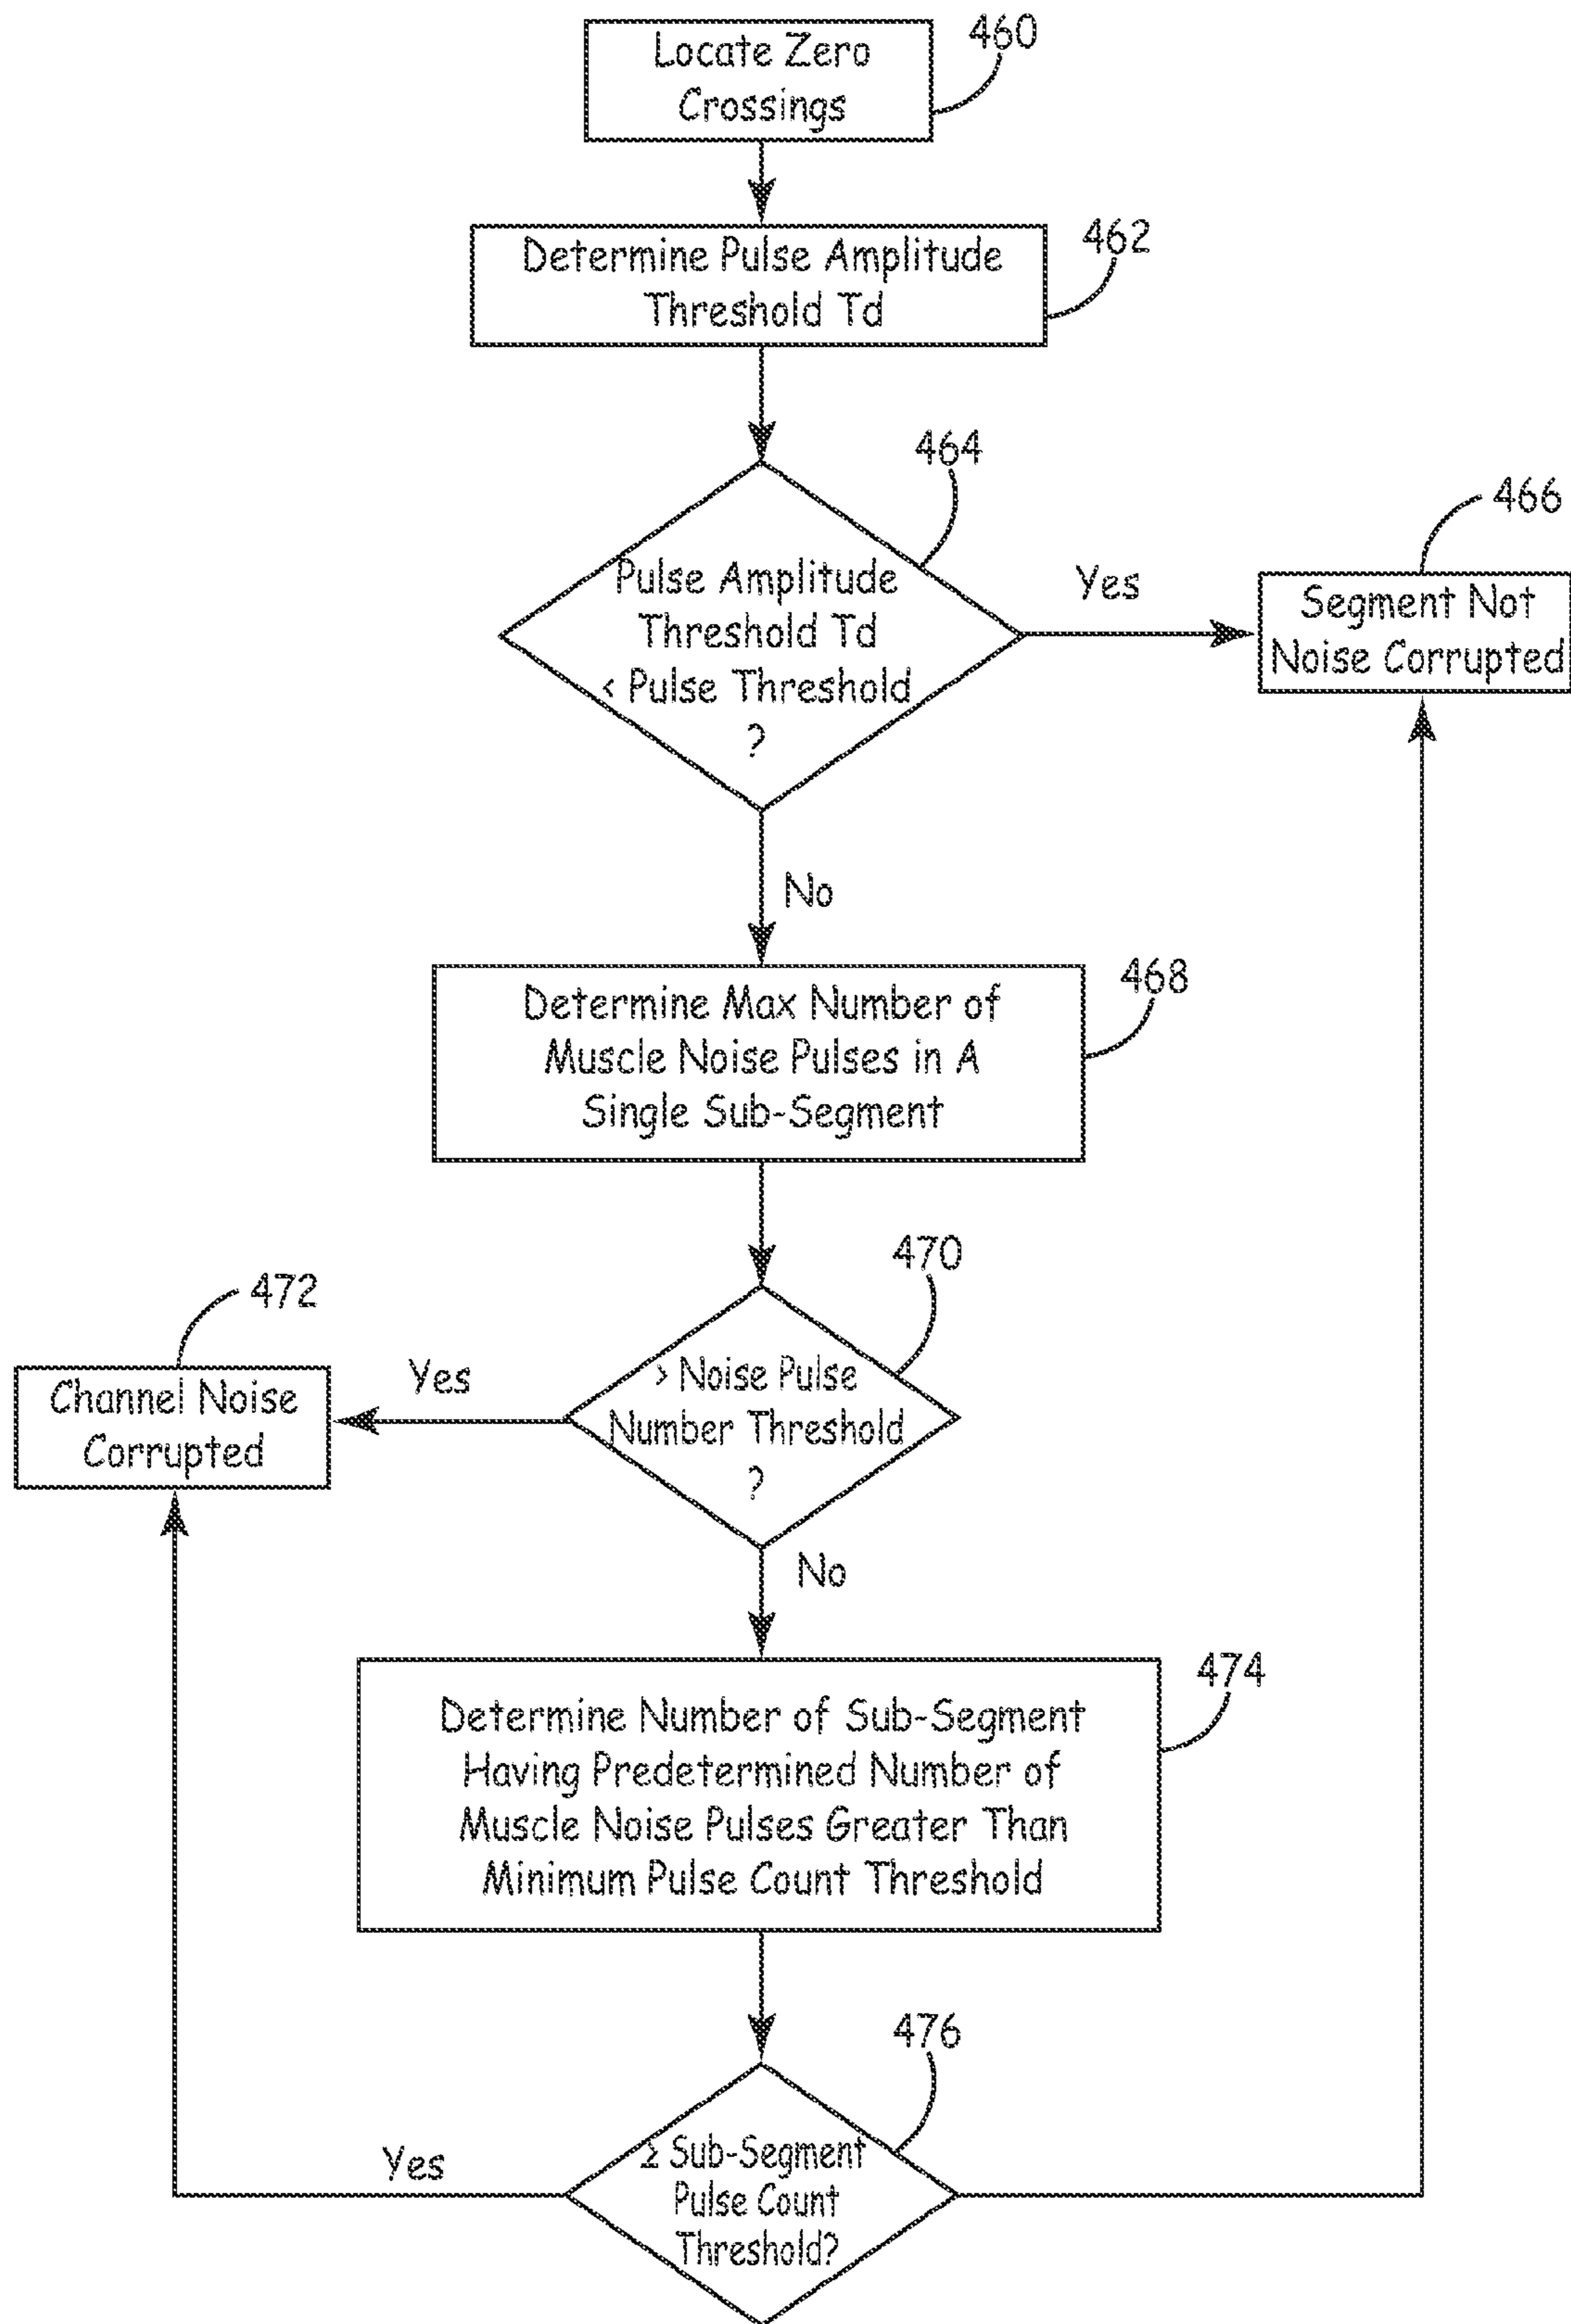 Locate Zero
Crossings
460
Determine Pulse Amplitude
Threshold Td
462
464
Pulse Amplitude
Threshold Td
< Pulse Threshold
?
Yes
466
Segment Not
Noise Corrupted
No
Determine Max Number of
Muscle Noise Pulses in A
Single Sub-Segment
468
470
> Noise Pulse
Number Threshold
?
Yes
472
Channel Noise
Corrupted
No
Determine Number of Sub-Segment
Having Predetermined Number of
Muscle Noise Pulses Greater Than
Minimum Pulse Count Threshold
474
476
≥ Sub-Segment
Pulse Count
Threshold?
Yes